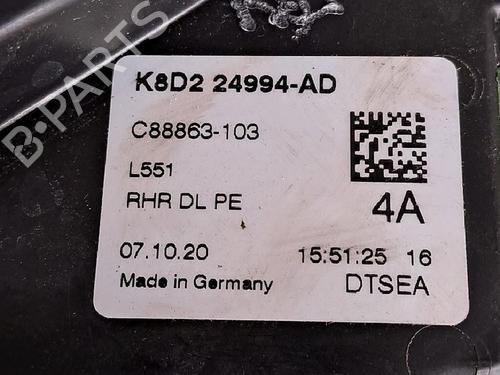 K8D2 24994-AD
C88863-103
L551
RHR DL PE
4A
07.10.20 15:51:25 16
Made in Germany DTSEA
B-PARTS